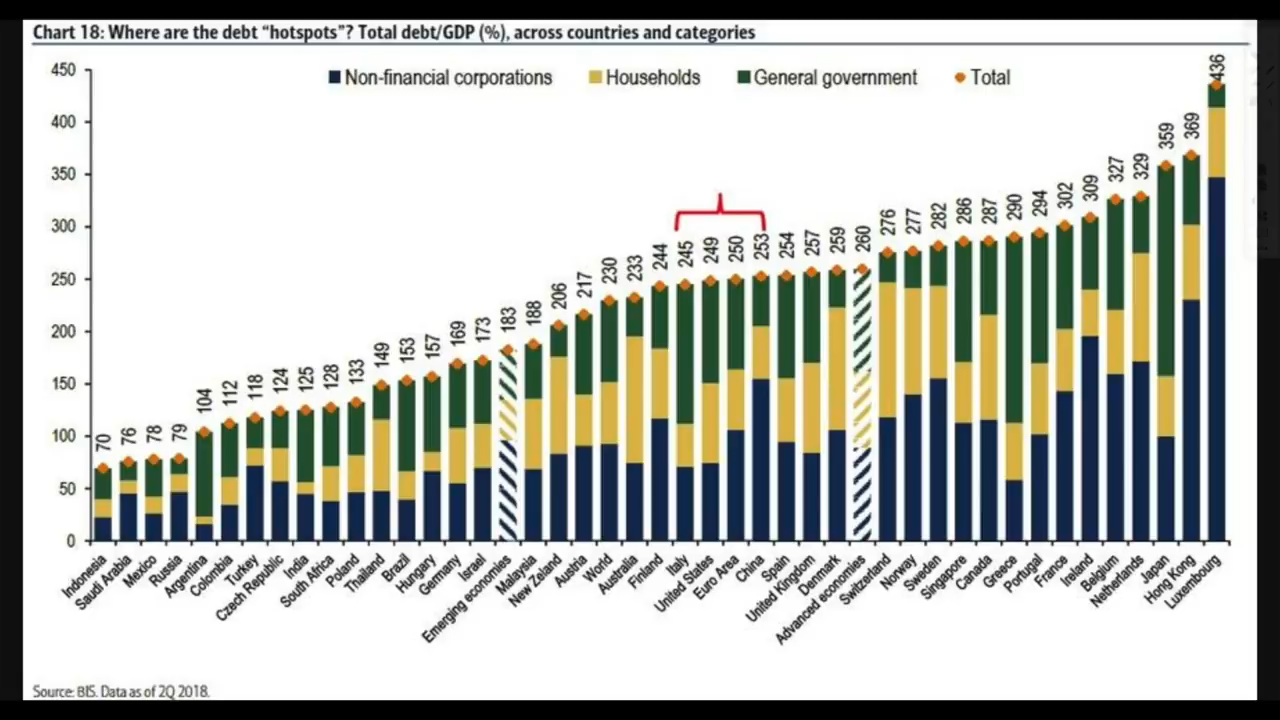 Chart 18: Where are the debt “hotspots”? Total debt/GDP (%), across countries and categories
Non-financial corporations Households General government Total
450
400
350
300
250
200
150
100
50
0
70 76 78 79 104 112 118 124 125 128 133 149 153 157 169 173 183 188 206 217 230 233 244 245 249 250 253 254 257 259 260 276 277 282 286 287 290 294 302 309 327 329 359 369 436
Indonesia
Saudi Arabia
Mexico
Russia
Argentina
Colombia
Turkey
Czech Republic
India
South Africa
Poland
Thailand
Brazil
Hungary
Germany
Israel
Emerging economies
Malaysia
New Zeland
Austria
World
Australia
Finland
Italy
United States
Euro Area
China
Spain
United Kingdom
Denmark
Advanced economies
Switzerland
Norway
Sweden
Singapore
Canada
Greece
Portugal
France
Ireland
Belgium
Netherlands
Japan
Hong Kong
Luxembourg
Source: BIS. Data as of 2Q 2018.